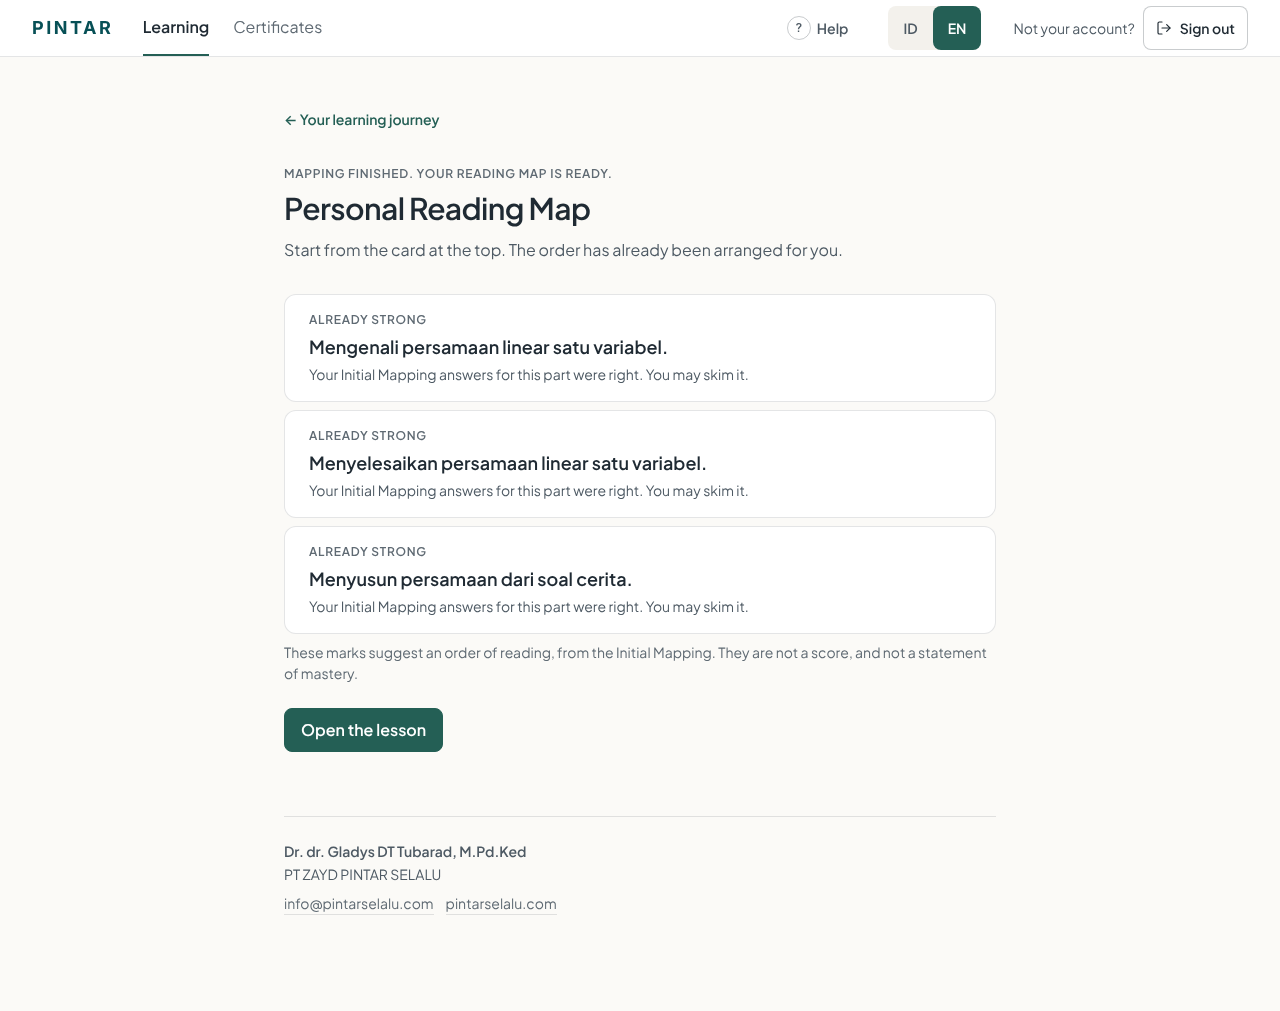 PINTAR
Learning
Certificates
? Help
ID
EN
Not your account?
Sign out
← Your learning journey
MAPPING FINISHED. YOUR READING MAP IS READY.
Personal Reading Map
Start from the card at the top. The order has already been arranged for you.
ALREADY STRONG
Mengenali persamaan linear satu variabel.
Your Initial Mapping answers for this part were right. You may skim it.
ALREADY STRONG
Menyelesaikan persamaan linear satu variabel.
Your Initial Mapping answers for this part were right. You may skim it.
ALREADY STRONG
Menyusun persamaan dari soal cerita.
Your Initial Mapping answers for this part were right. You may skim it.
These marks suggest an order of reading, from the Initial Mapping. They are not a score, and not a statement
of mastery.
Open the lesson
Dr. dr. Gladys DT Tubarad, M.Pd.Ked
PT ZAYD PINTAR SELALU
info@pintarselalu.com pintarselalu.com